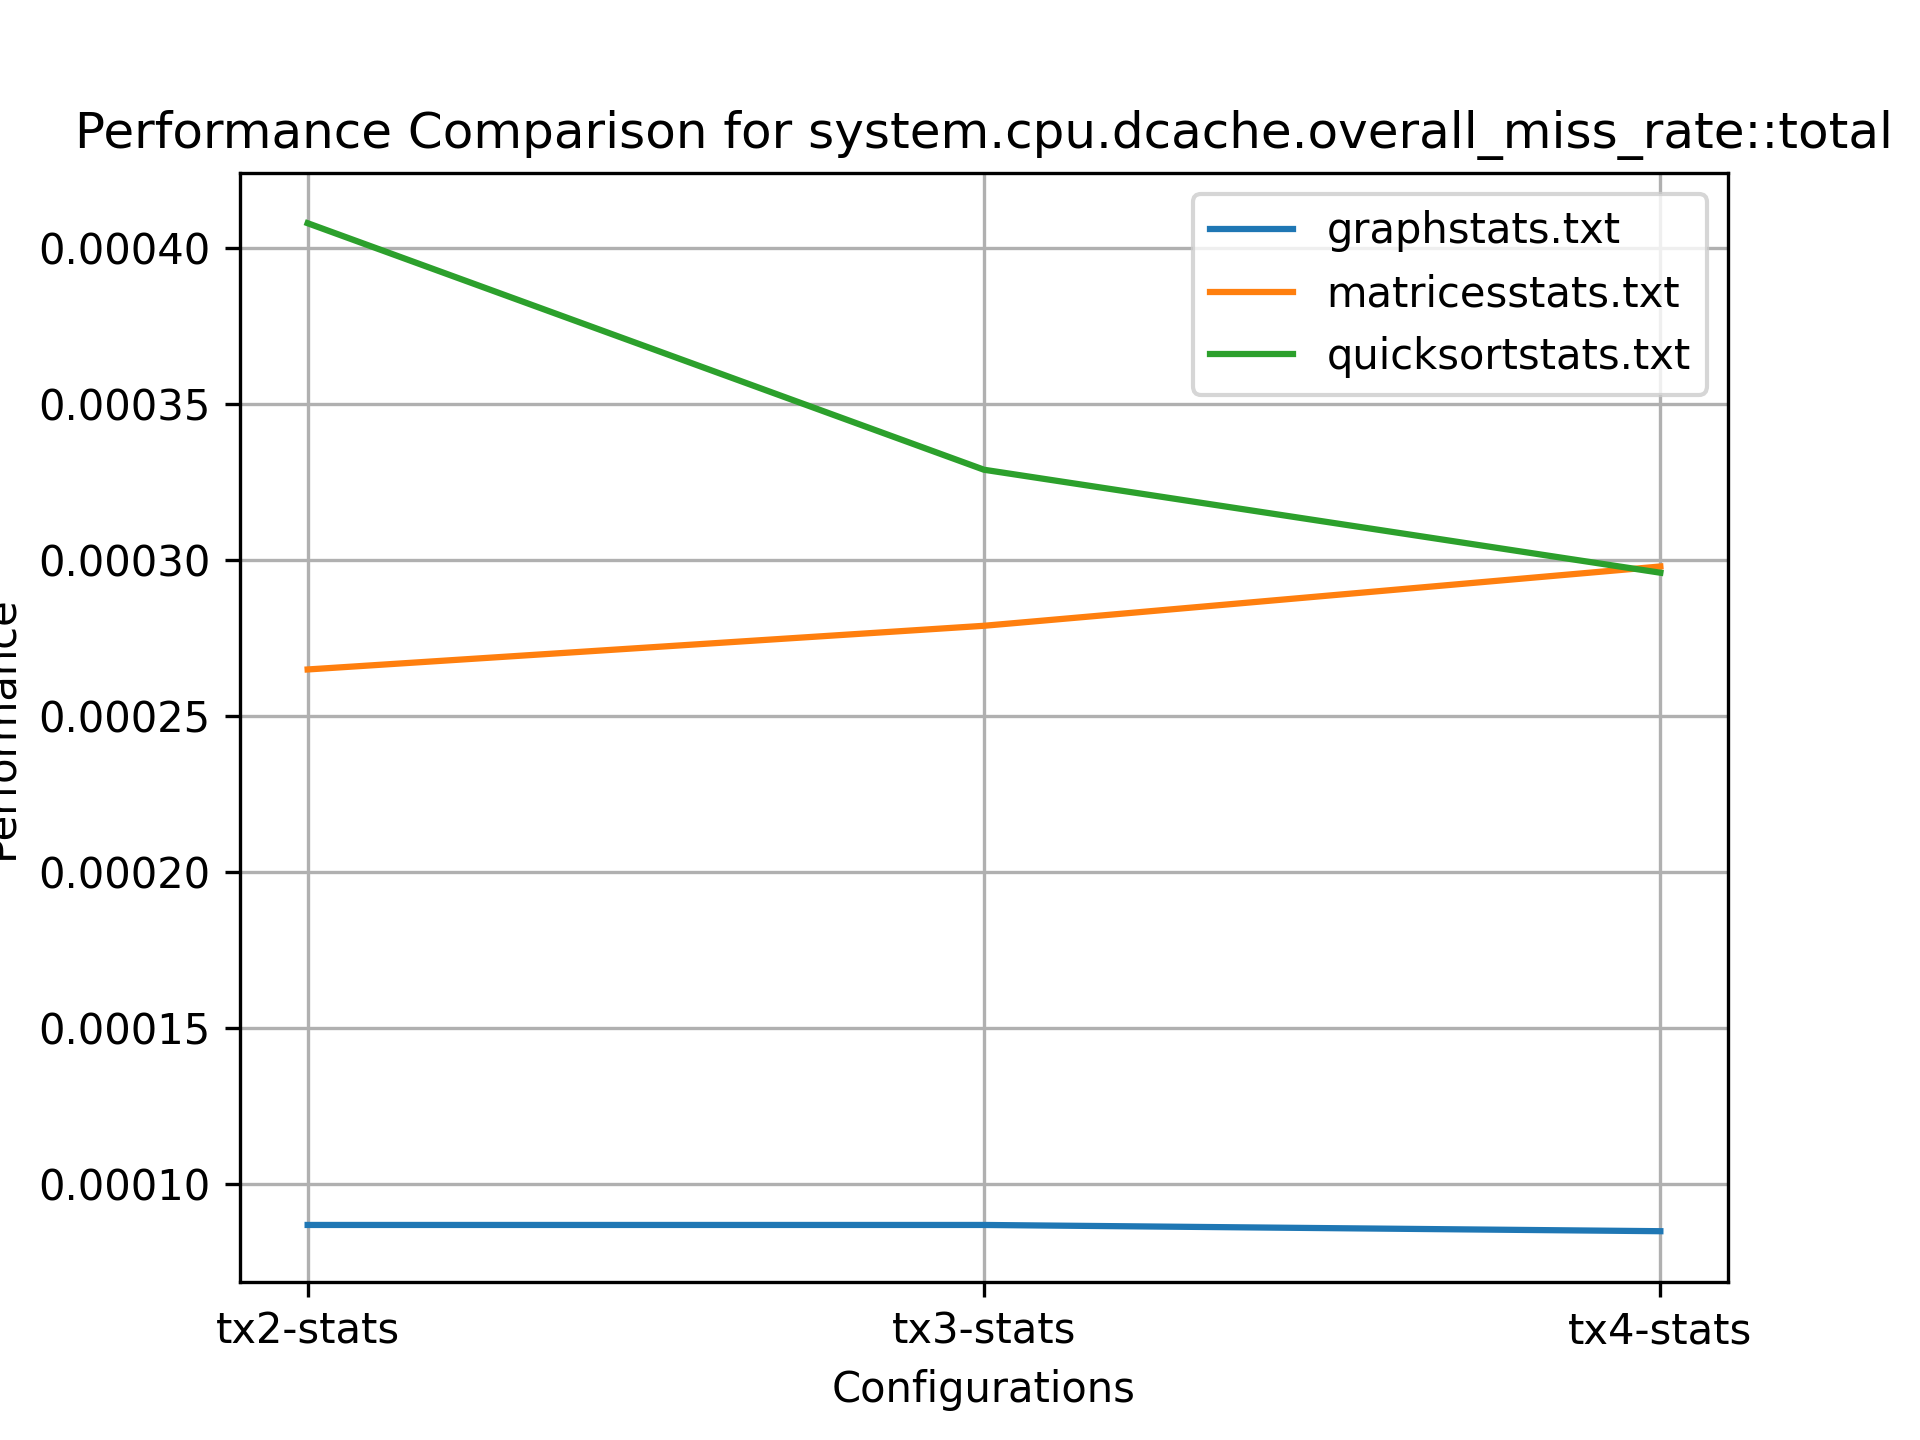 Performance Comparison for system.cpu.dcache.overall_miss_rate::total
graphstats.txt
matricesstats.txt
quicksortstats.txt
0.00040
0.00035
0.00030
0.00025
0.00020
0.00015
0.00010
Performance
tx2-stats
tx3-stats
tx4-stats
Configurations